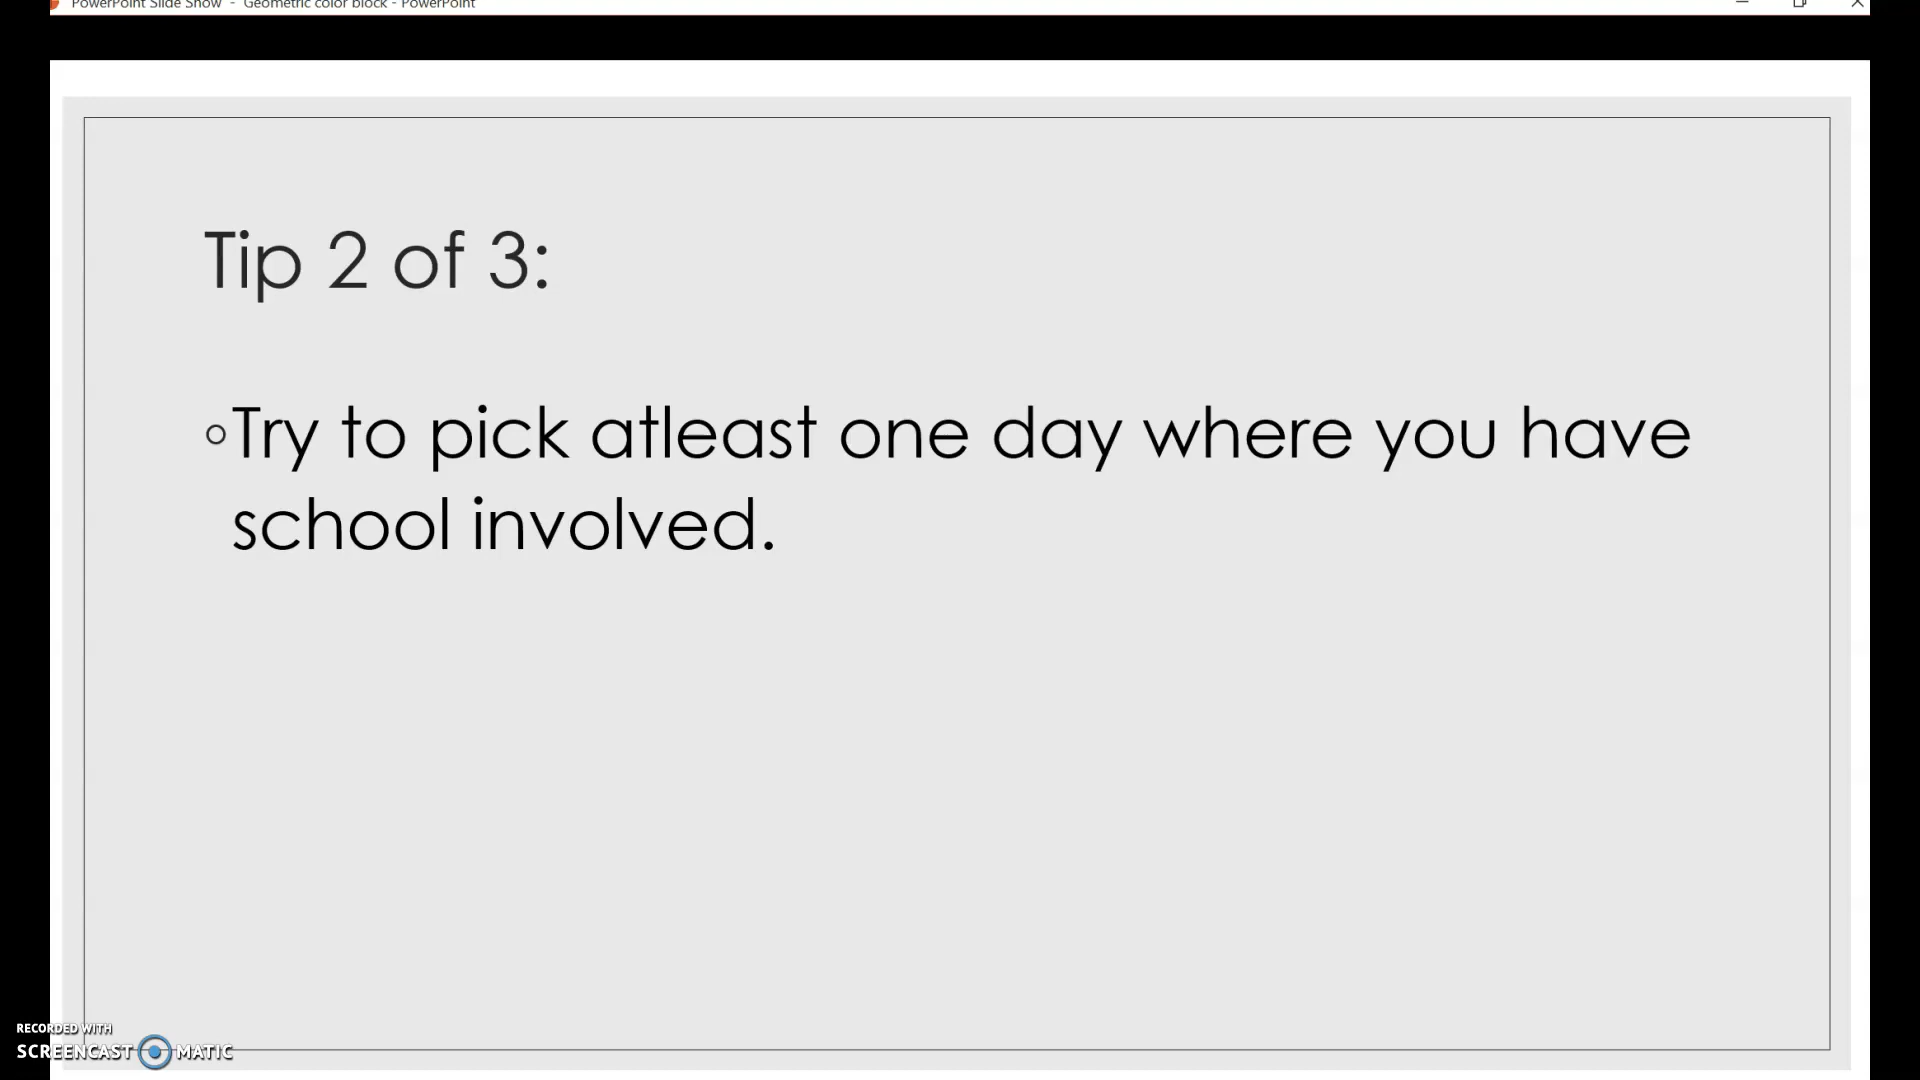 PowerPoint Slide Show - Geometric color block - PowerPoint
Tip 2 of 3:
◦Try to pick atleast one day where you have
school involved.
RECORDED WITH
SCREENCAST MATIC